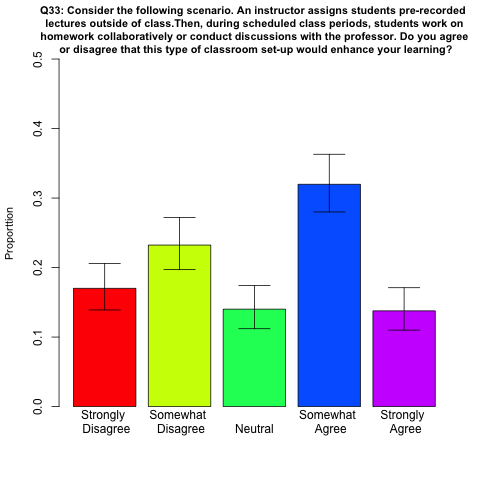 Q33: Consider the following scenario. An instructor assigns students pre-recorded
lectures outside of class.Then, during scheduled class periods, students work on
homework collaboratively or conduct discussions with the professor. Do you agree
or disagree that this type of classroom set-up would enhance your learning?
Proporttion
0.5
0.4
0.3
0.2
0.1
0.0
Strongly
Disagree
Somewhat
Disagree
Neutral
Somewhat
Agree
Strongly
Agree